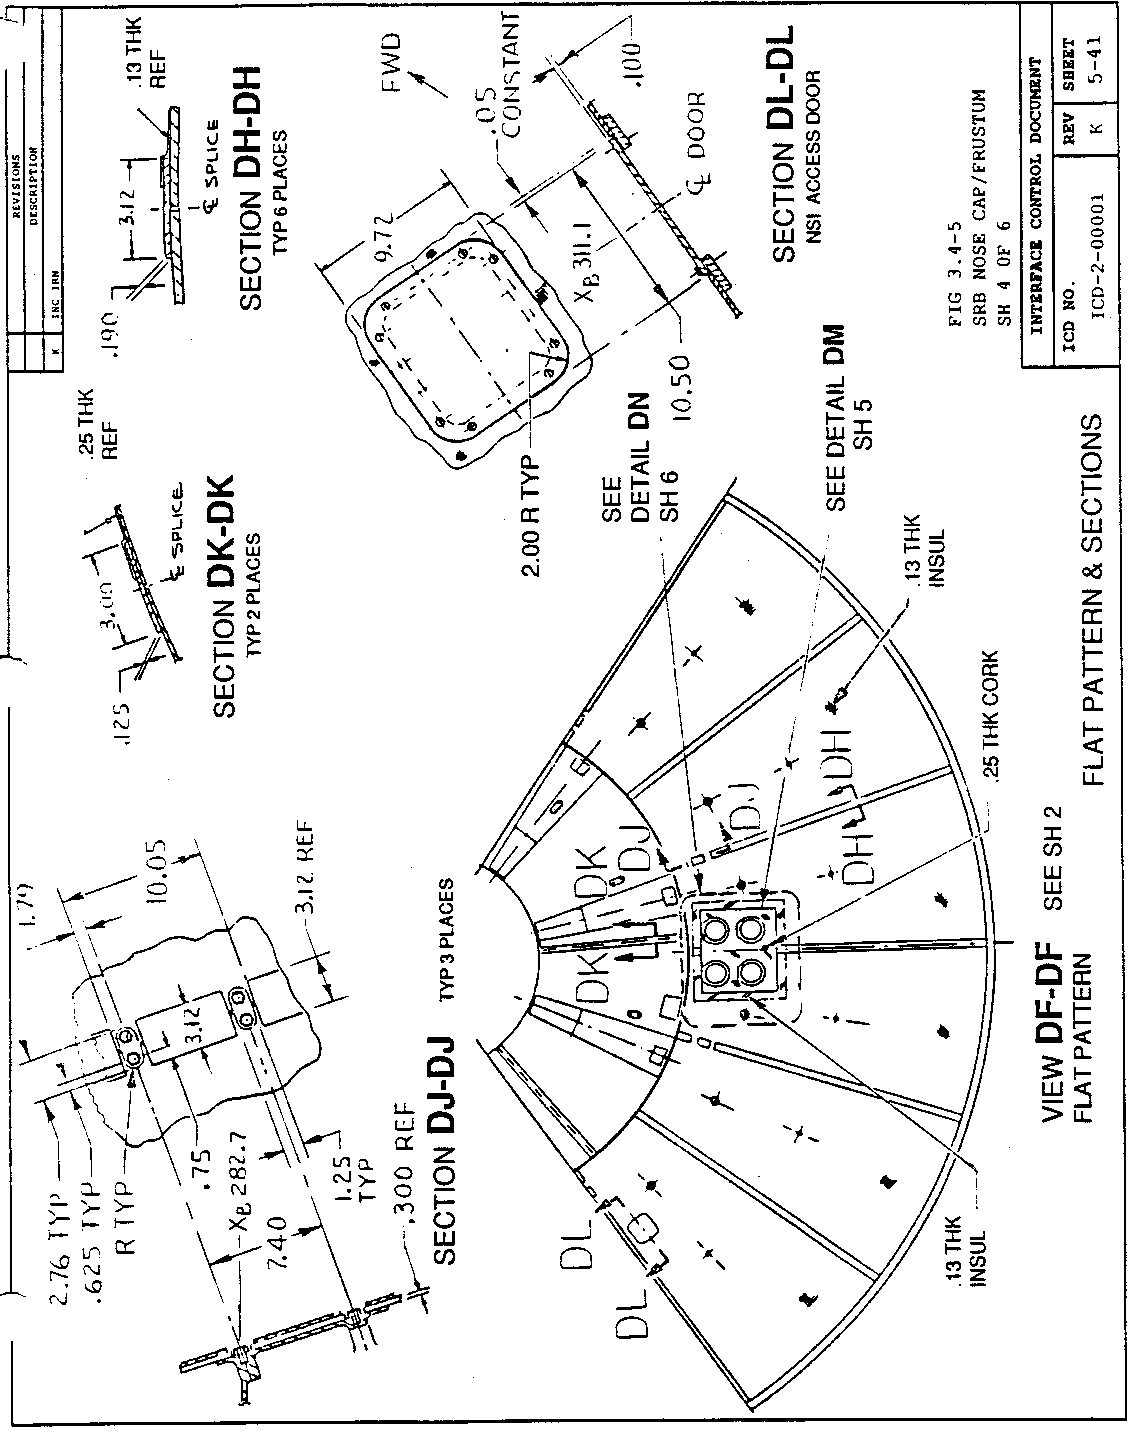 REVISIONS
DESCRIPTION
K INC IRN
1.79
10.05
3.12 REF
3.12
2.76 TYP
.625 TYP
R TYP
.75
XB 282.7
7.40
1.25
TYP
.300 REF
SECTION DJ-DJ TYP 3 PLACES
.25 THK
REF
3.00
.125
℄ SPLICE
SECTION DK-DK
TYP 2 PLACES
.13 THK
REF
3.12
.190
℄ SPLICE
SECTION DH-DH
TYP 6 PLACES
FWD
9.72
.05
CONSTANT
.100
XB 311.1
10.50
2.00 R TYP
℄ DOOR
SECTION DL-DL
NSI ACCESS DOOR
SEE
DETAIL DN
SH 6
SEE DETAIL DM
SH 5
.13 THK
INSUL
.25 THK CORK
.13 THK
INSUL
DL
DL
DK
DK
DJ
DJ
DH
DH
VIEW DF-DF SEE SH 2
FLAT PATTERN
FLAT PATTERN & SECTIONS
FIG 3.4-5
SRB NOSE CAP/FRUSTUM
SH 4 OF 6
INTERFACE CONTROL DOCUMENT
ICD NO. REV SHEET
ICD-2-00001 K 5-41